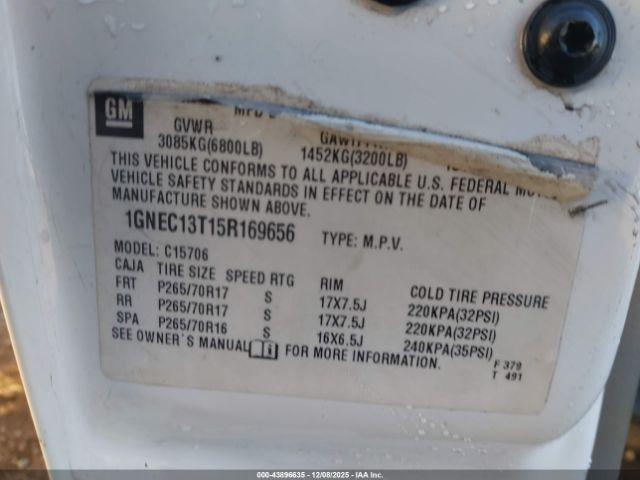 GM
GVWR
3085KG(6800LB) 1452KG(3200LB)
THIS VEHICLE CONFORMS TO ALL APPLICABLE U.S. FEDERAL
VEHICLE SAFETY STANDARDS IN EFFECT ON THE DATE OF
MANUFACTURE SHOWN ABOVE.
1GNEC13T15R169656 TYPE: M.P.V.
MODEL: C15706
CAJA TIRE SIZE SPEED RTG RIM COLD TIRE PRESSURE
FRT P265/70R17 S 17X7.5J 220KPA(32PSI)
RR P265/70R17 S 17X7.5J 220KPA(32PSI)
SPA P265/70R16 S 16X6.5J 240KPA(35PSI)
SEE OWNER'S MANUAL FOR MORE INFORMATION.
F 379
T 491
000-43896635 - 12/08/2025 - IAA Inc.